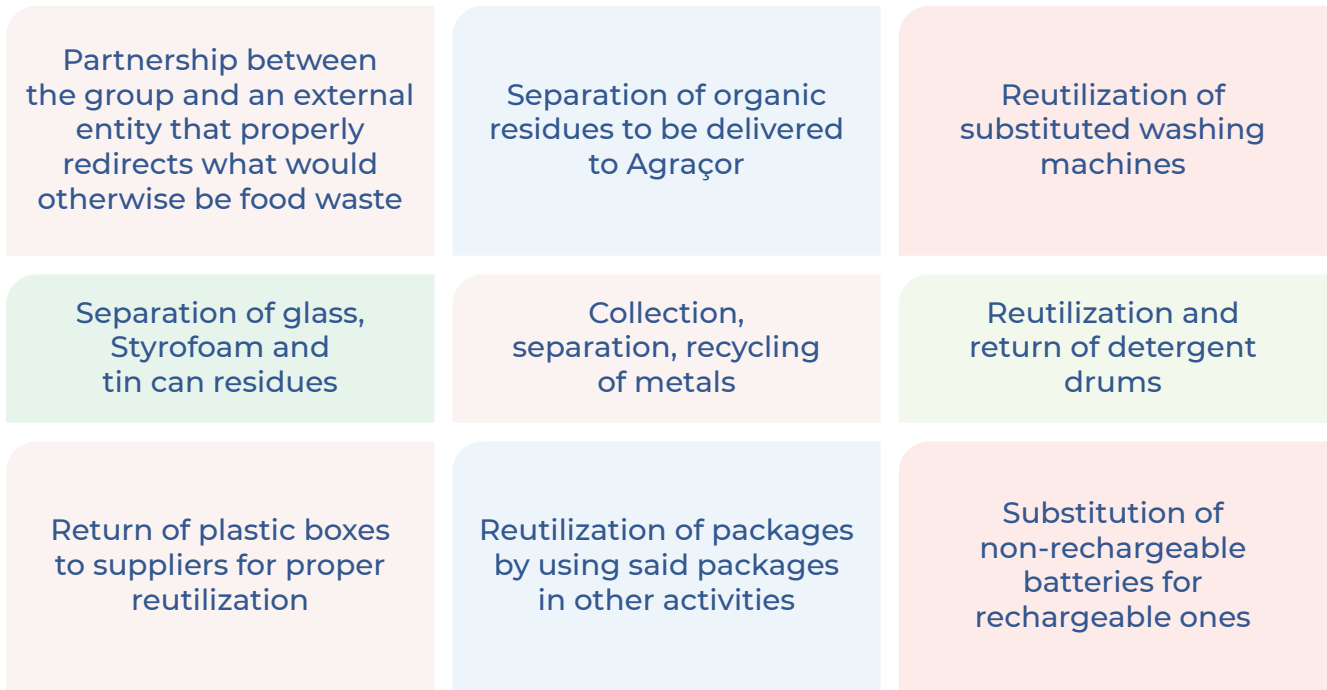 Partnership between
the group and an external
entity that properly
redirects what would
otherwise be food waste
Separation of organic
residues to be delivered
to Agraçor
Reutilization of
substituted washing
machines
Separation of glass,
Styrofoam and
tin can residues
Collection,
separation, recycling
of metals
Reutilization and
return of detergent
drums
Return of plastic boxes
to suppliers for proper
reutilization
Reutilization of packages
by using said packages
in other activities
Substitution of
non-rechargeable
batteries for
rechargeable ones